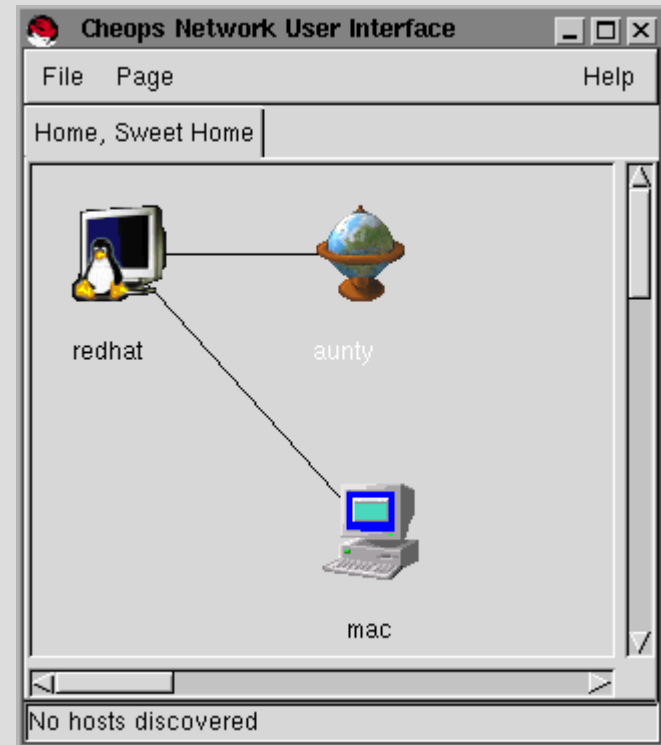 Cheops Network User Interface
File Page Help
Home, Sweet Home
redhat aunty
mac
No hosts discovered